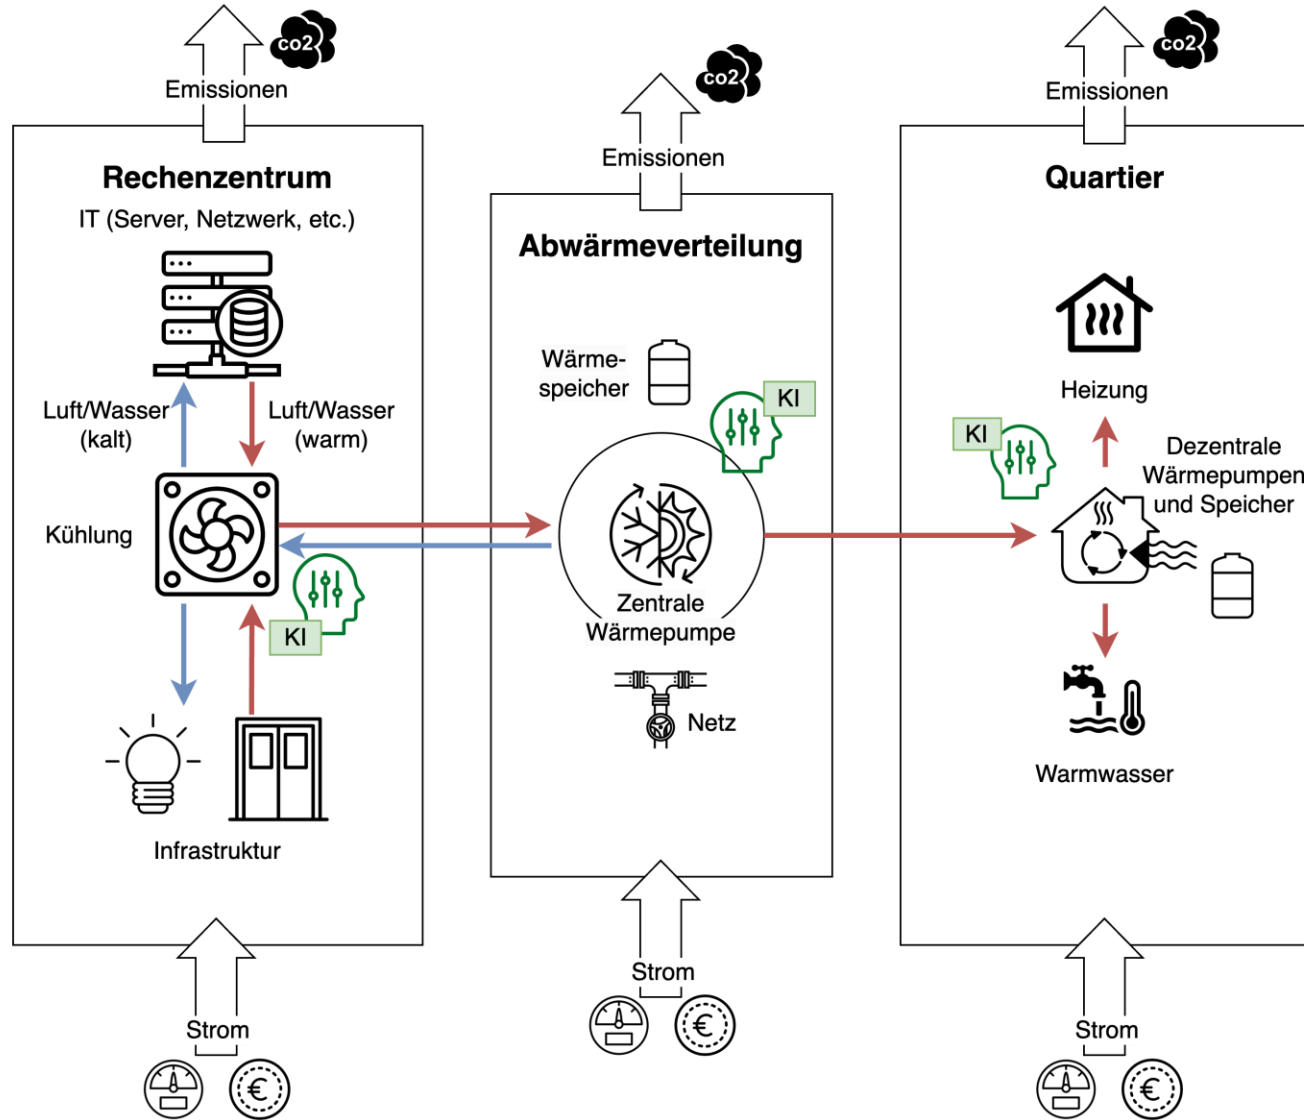 co2
Emissionen
Rechenzentrum
IT (Server, Netzwerk, etc.)
Luft/Wasser
(kalt)
Luft/Wasser
(warm)
Kühlung
KI
Infrastruktur
Strom
€
co2
Emissionen
Abwärmeverteilung
Wärme-
speicher
KI
Zentrale
Wärmepumpe
Netz
Strom
€
co2
Emissionen
Quartier
Heizung
KI
Dezentrale
Wärmepumpen
und Speicher
Warmwasser
Strom
€